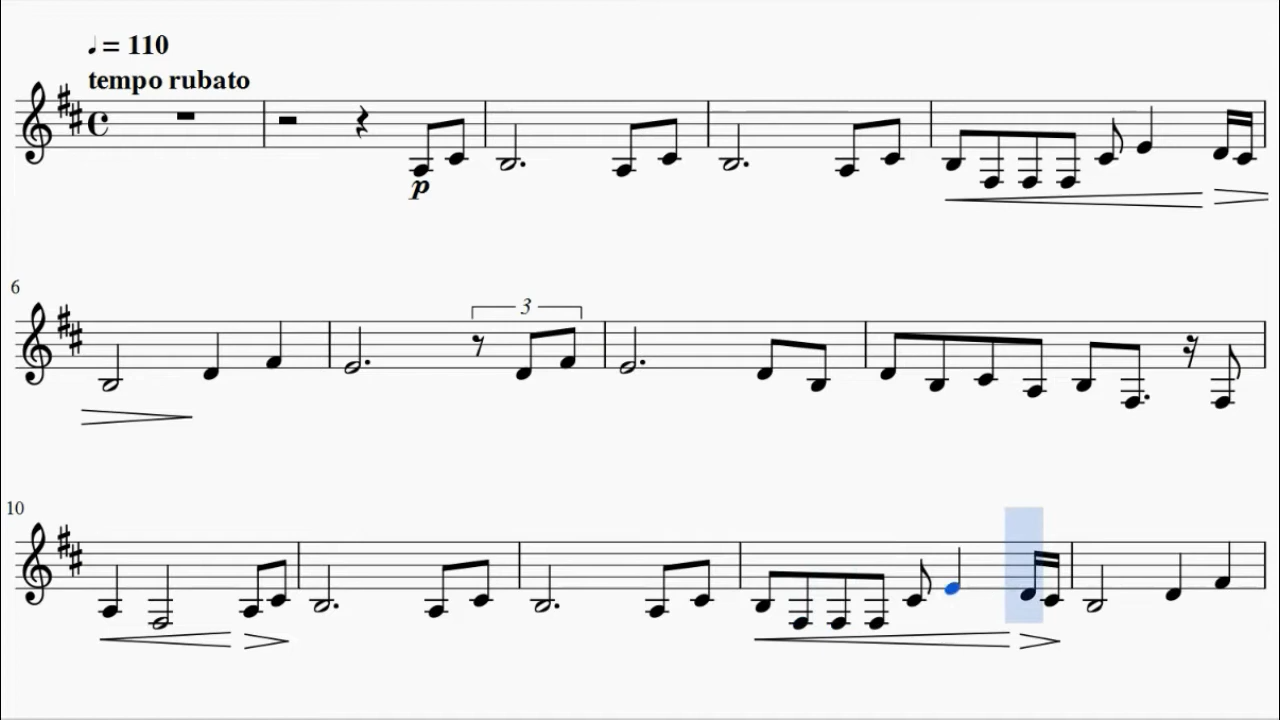 ♩ = 110
tempo rubato
p
6
3
10